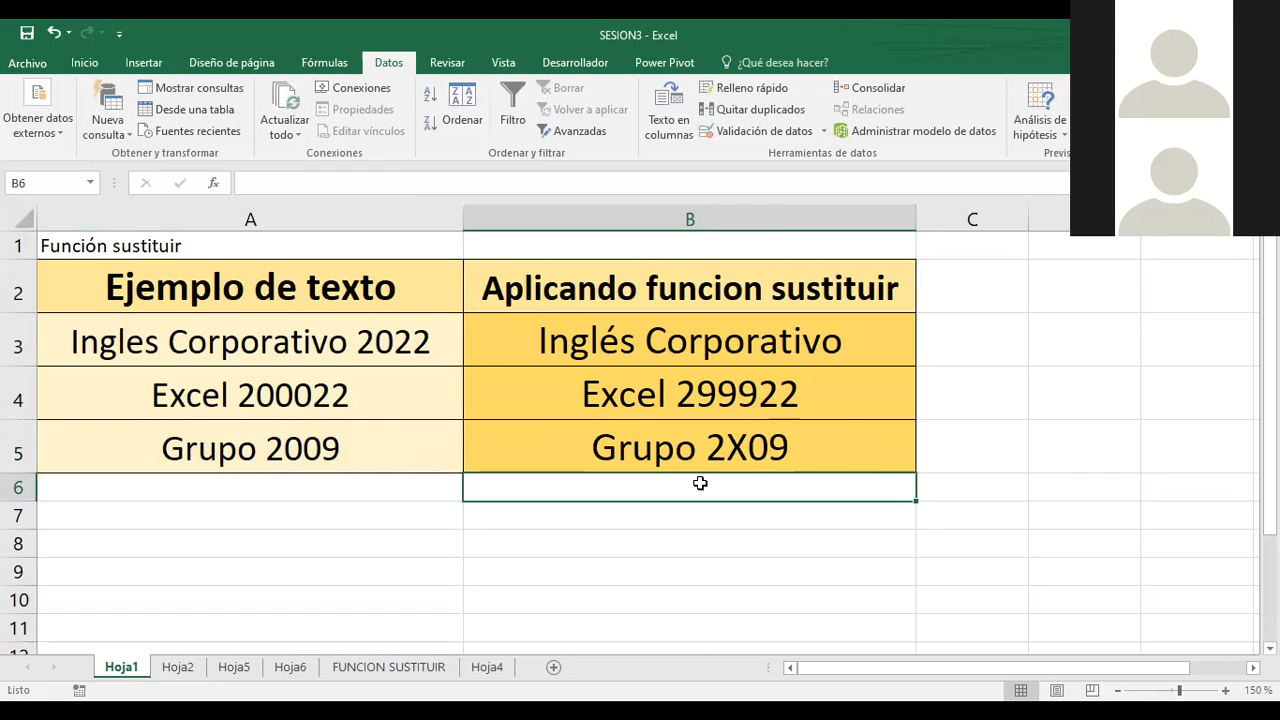 SESION3 - Excel
Archivo Inicio Insertar Diseño de página Fórmulas Datos Revisar Vista Desarrollador Power Pivot ¿Qué desea hacer?
Obtener datos externos
Nueva consulta
Mostrar consultas
Desde una tabla
Fuentes recientes
Obtener y transformar
Actualizar todo
Conexiones
Propiedades
Editar vínculos
Conexiones
Ordenar
Filtro
Borrar
Volver a aplicar
Avanzadas
Ordenar y filtrar
Texto en columnas
Relleno rápido
Quitar duplicados
Validación de datos
Consolidar
Relaciones
Administrar modelo de datos
Herramientas de datos
Análisis de hipótesis
Previs
B6 fx
A B C
1 Función sustituir
2 Ejemplo de texto Aplicando funcion sustituir
3 Ingles Corporativo 2022 Inglés Corporativo
4 Excel 200022 Excel 299922
5 Grupo 2009 Grupo 2X09
6
7
8
9
10
11
12
Hoja1 Hoja2 Hoja5 Hoja6 FUNCION SUSTITUIR Hoja4
Listo 150 %